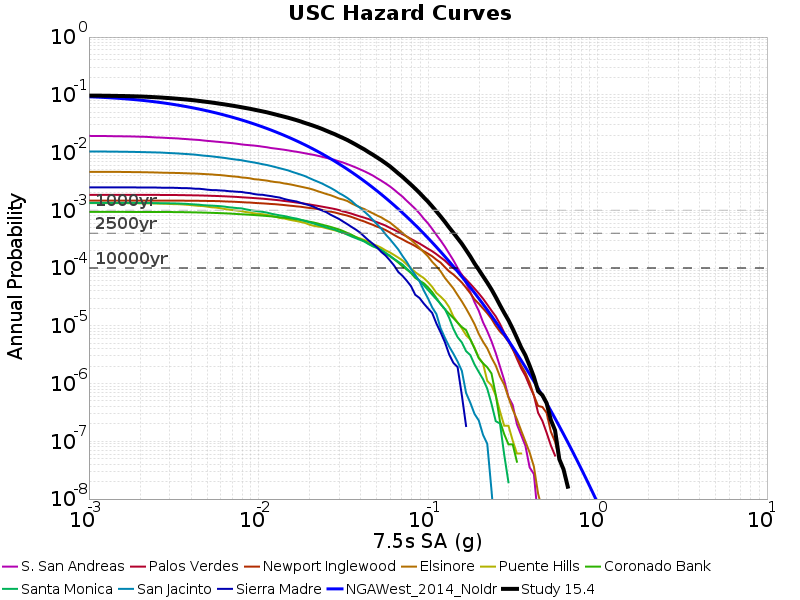 USC Hazard Curves
10^0
10^-1
10^-2
10^-3
10^-4
10^-5
10^-6
10^-7
10^-8
Annual Probability
1000yr
2500yr
10000yr
10^-3 10^-2 10^-1 10^0 10^1
7.5s SA (g)
S. San Andreas Palos Verdes Newport Inglewood Elsinore Puente Hills Coronado Bank
Santa Monica San Jacinto Sierra Madre NGAWest_2014_NoIdr Study 15.4